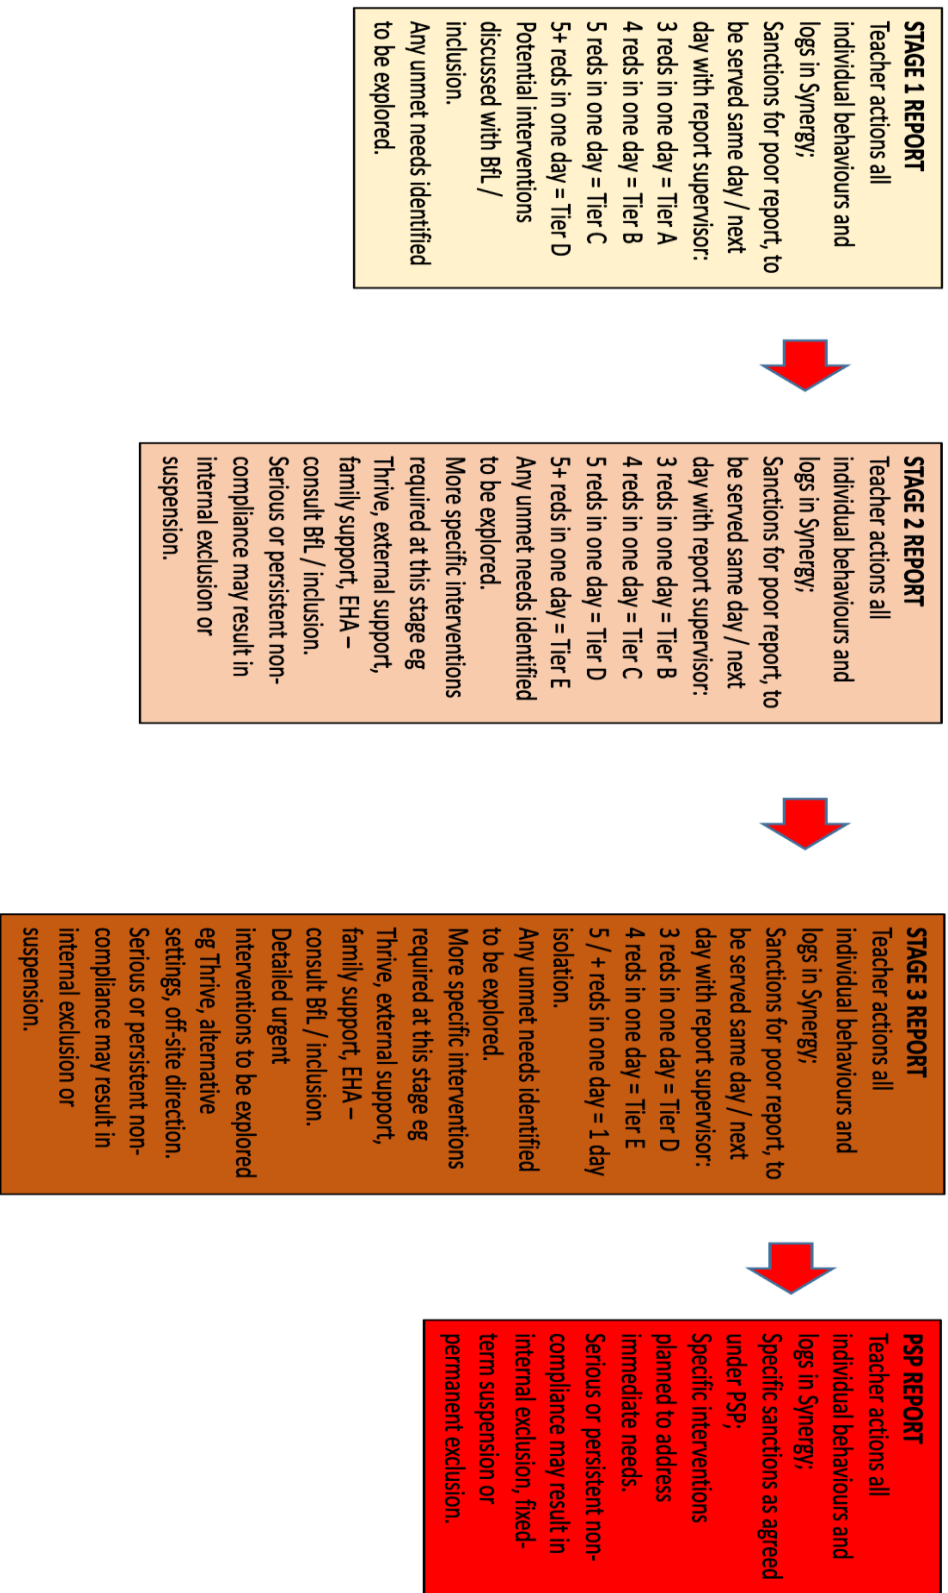 STAGE 1 REPORT
Teacher actions all
individual behaviours and
logs in Synergy;
Sanctions for poor report, to
be served same day / next
day with report supervisor:
3 reds in one day = Tier A
4 reds in one day = Tier B
5 reds in one day = Tier C
5+ reds in one day = Tier D
Potential interventions
discussed with BfL /
inclusion.
Any unmet needs identified
to be explored.
STAGE 2 REPORT
Teacher actions all
individual behaviours and
logs in Synergy;
Sanctions for poor report, to
be served same day / next
day with report supervisor:
3 reds in one day = Tier B
4 reds in one day = Tier C
5 reds in one day = Tier D
5+ reds in one day = Tier E
Any unmet needs identified
to be explored.
More specific interventions
required at this stage eg
Thrive, external support,
family support, EHA –
consult BfL / inclusion.
Serious or persistent non-
compliance may result in
internal exclusion or
suspension.
STAGE 3 REPORT
Teacher actions all
individual behaviours and
logs in Synergy;
Sanctions for poor report, to
be served same day / next
day with report supervisor:
3 reds in one day = Tier D
4 reds in one day = Tier E
5 / + reds in one day = 1 day
isolation.
Any unmet needs identified
to be explored.
More specific interventions
required at this stage eg
Thrive, external support,
family support, EHA –
consult BfL / inclusion.
Detailed urgent
interventions to be explored
eg Thrive, alternative
settings, off-site direction.
Serious or persistent non-
compliance may result in
internal exclusion or
suspension.
PSP REPORT
Teacher actions all
individual behaviours and
logs in Synergy;
Specific sanctions as agreed
under PSP;
Specific interventions
planned to address
immediate needs.
Serious or persistent non-
compliance may result in
internal exclusion, fixed-
term suspension or
permanent exclusion.